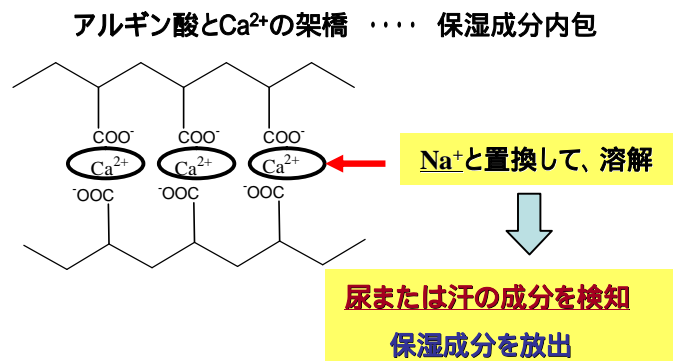 アルギン酸とCa²⁺の架橋 ‥‥ 保湿成分内包
COO⁻ COO⁻ COO⁻
Ca²⁺ Ca²⁺ Ca²⁺
⁻OOC ⁻OOC ⁻OOC
Na⁺と置換して、溶解
尿または汗の成分を検知
保湿成分を放出